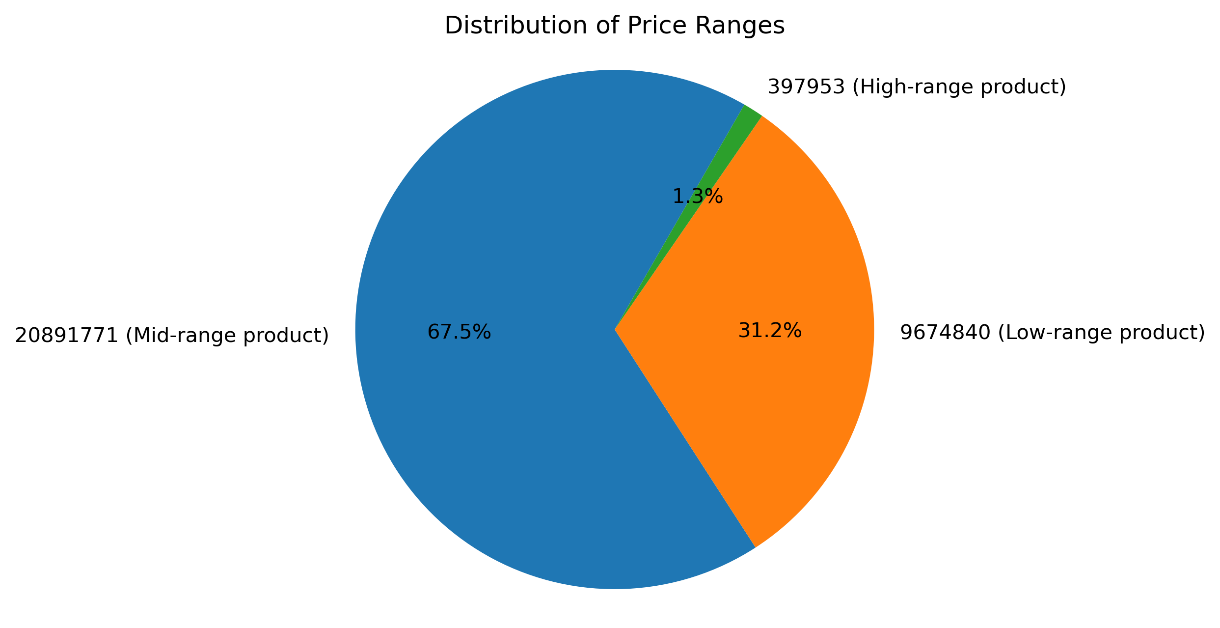 Distribution of Price Ranges
397953 (High-range product)
1.3%
20891771 (Mid-range product)
67.5%
31.2%
9674840 (Low-range product)